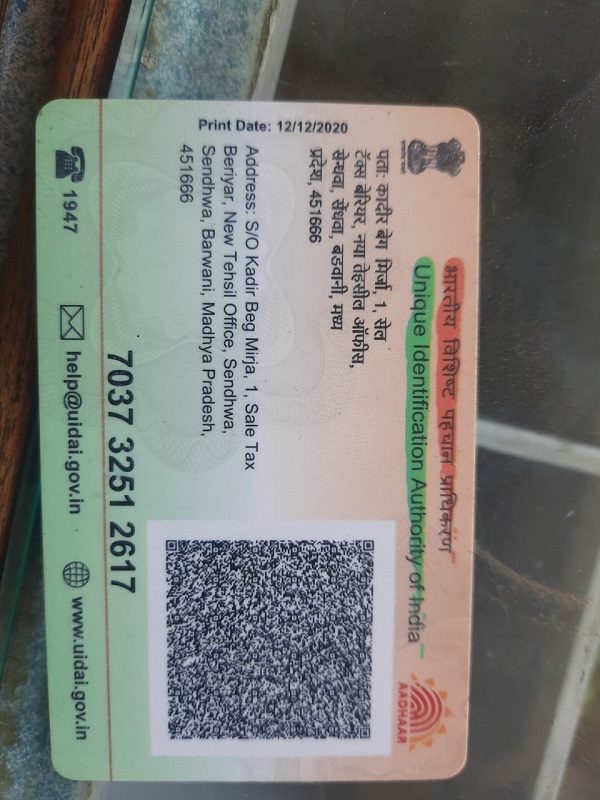 भारतीय विशिष्ट पहचान प्राधिकरण
Unique Identification Authority of India
AADHAAR
पता: कादीर बेग मिर्जा, 1, सेल
टॅक्स बेरियर, नया तेहसील ऑफीस,
सेंधवा, सेंधवा, बड़वानी, मध्य
प्रदेश, 451666
Print Date: 12/12/2020
Address: S/O Kadir Beg Mirja, 1, Sale Tax
Beriyar, New Tehsil Office, Sendhwa,
Sendhwa, Barwani, Madhya Pradesh,
451666
7037 3251 2617
1947
help@uidai.gov.in
www.uidai.gov.in